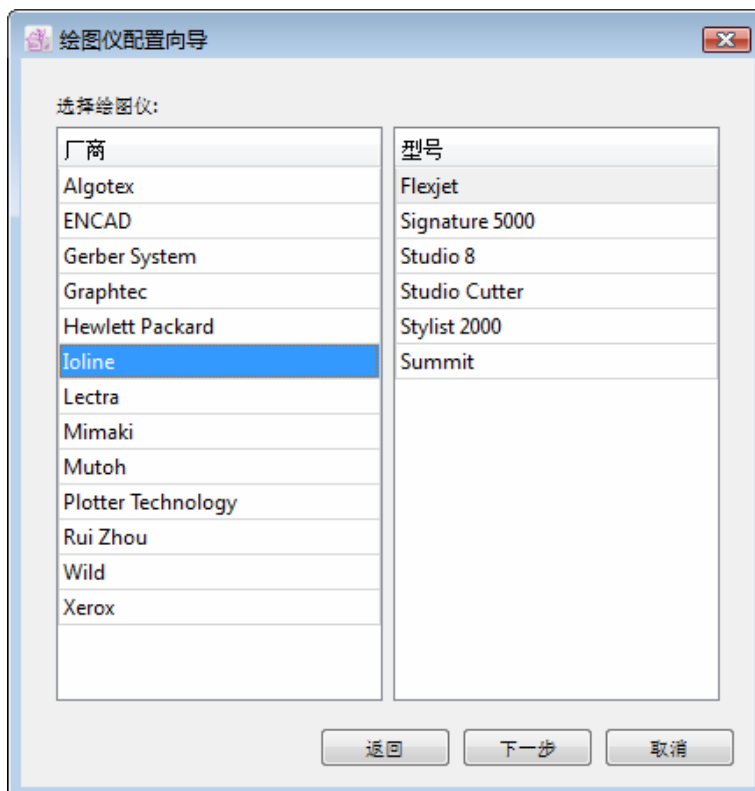 绘图仪配置向导
选择绘图仪:
厂商
Algotex
ENCAD
Gerber System
Graphtec
Hewlett Packard
Ioline
Lectra
Mimaki
Mutoh
Plotter Technology
Rui Zhou
Wild
Xerox
型号
Flexjet
Signature 5000
Studio 8
Studio Cutter
Stylist 2000
Summit
返回 下一步 取消